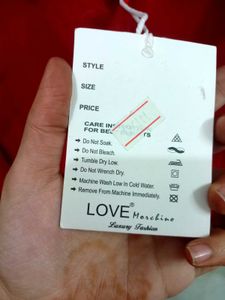 STYLE
SIZE
PRICE
CARE IN
FOR BE
Do Not Soak.
Do Not Bleach.
Tumble Dry Low.
Do Not Wrench Dry.
Machine Wash Low In Cold Water.
Remove From Machine Immediately.
LOVE® Morchino
Luxury Fashion